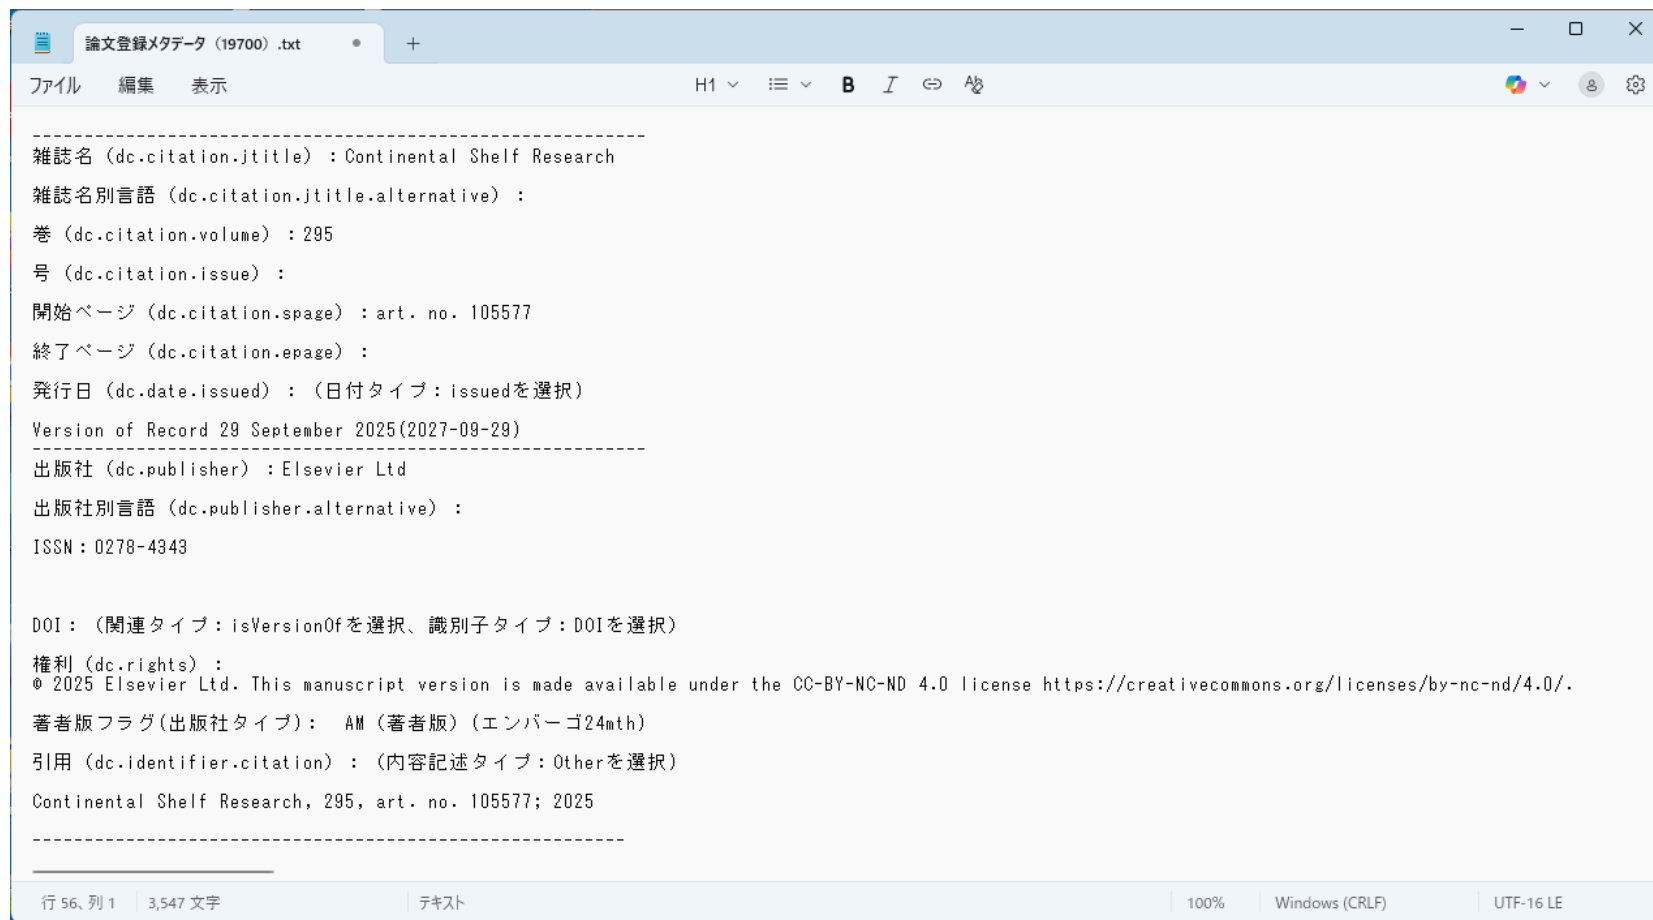 論文登録メタデータ（19700）.txt
ファイル 編集 表示 H1 B I
--------------------------------------------------------
雑誌名（dc.citation.jtitle）：Continental Shelf Research
雑誌名別言語（dc.citation.jtitle.alternative）：
巻（dc.citation.volume）：295
号（dc.citation.issue）：
開始ページ（dc.citation.spage）：art. no. 105577
終了ページ（dc.citation.epage）：
発行日（dc.date.issued）：（日付タイプ：issuedを選択）
Version of Record 29 September 2025(2027-09-29)
--------------------------------------------------------
出版社（dc.publisher）：Elsevier Ltd
出版社別言語（dc.publisher.alternative）：
ISSN：0278-4343
DOI：（関連タイプ：isVersionOfを選択、識別子タイプ：DOIを選択）
権利（dc.rights）：
© 2025 Elsevier Ltd. This manuscript version is made available under the CC-BY-NC-ND 4.0 license https://creativecommons.org/licenses/by-nc-nd/4.0/.
著者版フラグ(出版社タイプ)： AM（著者版）(エンバーゴ24mth)
引用（dc.identifier.citation）：（内容記述タイプ：Otherを選択）
Continental Shelf Research, 295, art. no. 105577; 2025
------------------------------------------------------
行 56、列 1 3,547 文字 テキスト 100% Windows (CRLF) UTF-16 LE